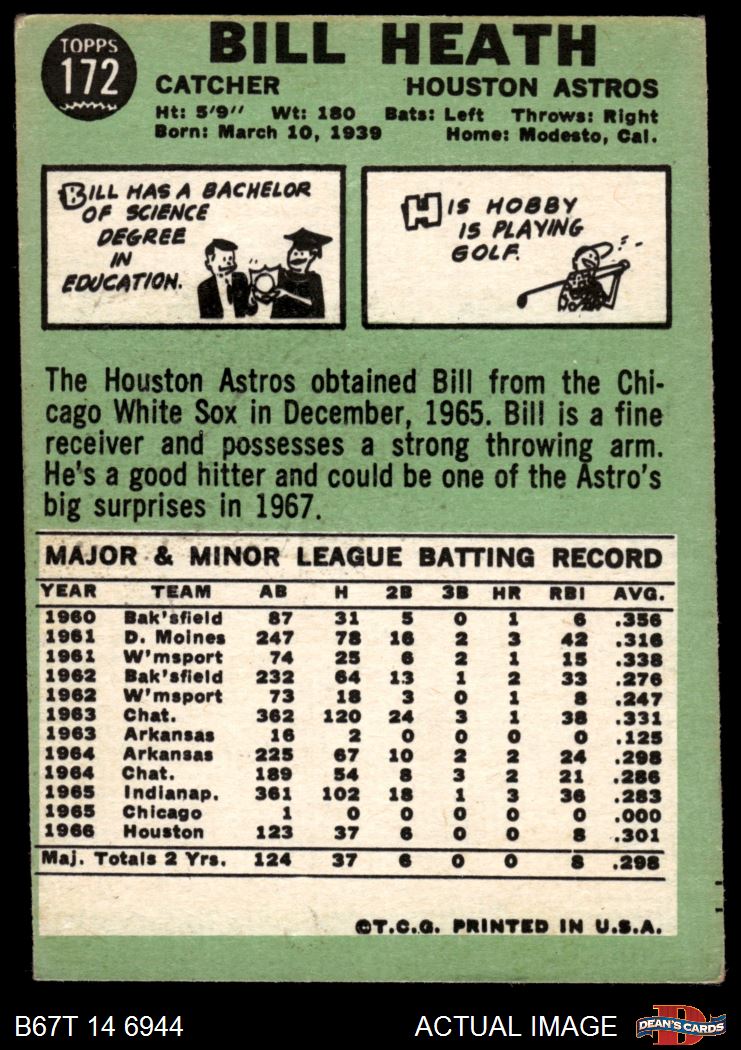 TOPPS
172
BILL HEATH
CATCHER HOUSTON ASTROS
Ht: 5'9" Wt: 180 Bats: Left Throws: Right
Born: March 10, 1939 Home: Modesto, Cal.
BILL HAS A BACHELOR
OF SCIENCE
DEGREE
IN
EDUCATION.
HIS HOBBY
IS PLAYING
GOLF.
The Houston Astros obtained Bill from the Chi-
cago White Sox in December, 1965. Bill is a fine
receiver and possesses a strong throwing arm.
He's a good hitter and could be one of the Astro's
big surprises in 1967.
MAJOR & MINOR LEAGUE BATTING RECORD
YEAR TEAM AB H 2B 3B HR RBI AVG.
1960 Bak'sfield 87 31 5 0 1 6 .356
1961 D. Moines 247 78 16 2 3 42 .316
1961 W'msport 74 25 6 2 1 15 .338
1962 Bak'sfield 232 64 13 1 2 33 .276
1962 W'msport 73 18 3 0 1 8 .247
1963 Chat. 362 120 24 3 1 38 .331
1963 Arkansas 16 2 0 0 0 0 .125
1964 Arkansas 225 67 10 2 2 24 .298
1964 Chat. 189 54 8 3 2 21 .286
1965 Indianap. 361 102 18 1 3 36 .283
1965 Chicago 1 0 0 0 0 0 .000
1966 Houston 123 37 6 0 0 8 .301
Maj. Totals 2 Yrs. 124 37 6 0 0 8 .298
©T.C.G. PRINTED IN U.S.A.
B67T 14 6944 ACTUAL IMAGE
DEAN'S CARDS